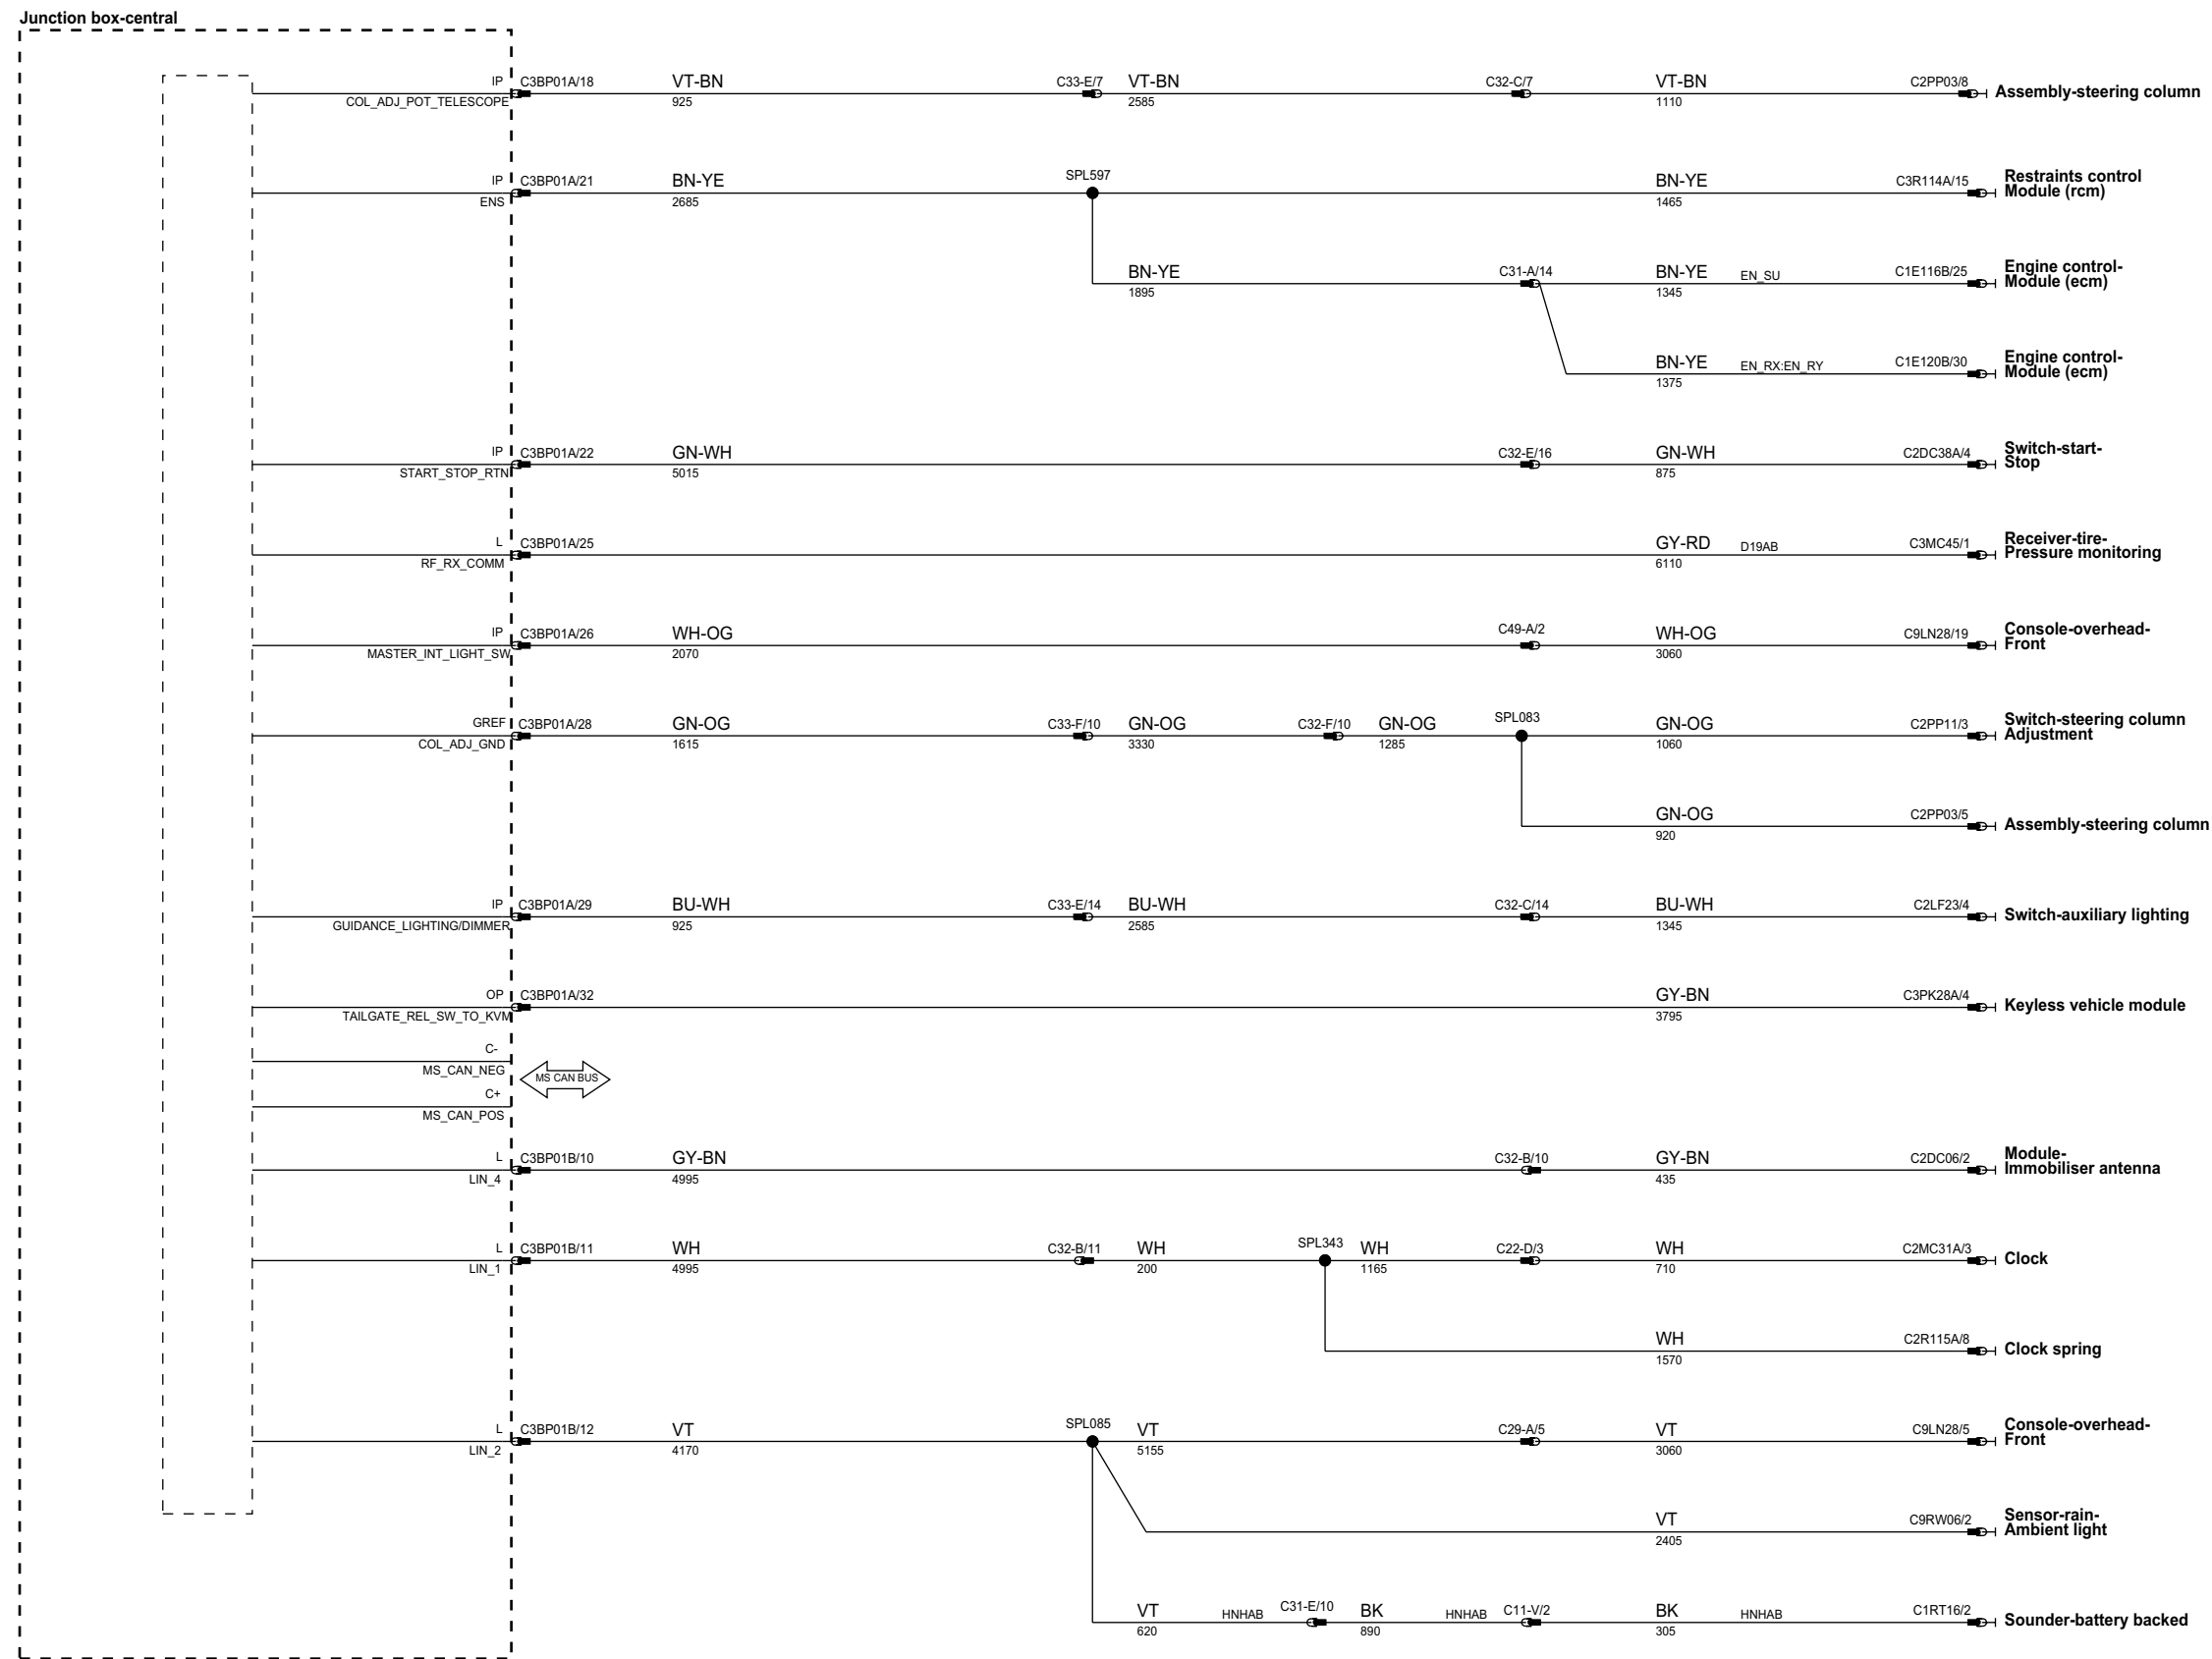 Junction box-central
IP C3BP01A/18 VT-BN C33-E/7 VT-BN C32-C/7 VT-BN C2PP03/8 Assembly-steering column
COL_ADJ_POT_TELESCOPE 925 2585 1110
SPL597
IP C3BP01A/21 BN-YE BN-YE C3R114A/15 Restraints control
Module (rcm)
ENS 2685 1465
BN-YE C31-A/14 BN-YE EN_SU C1E116B/25 Engine control-
Module (ecm)
1895 1345
BN-YE EN_RX:EN_RY C1E120B/30 Engine control-
Module (ecm)
1375
IP C3BP01A/22 GN-WH C32-E/16 GN-WH C2DC38A/4 Switch-start-
Stop
START_STOP_RTN 5015 875
L C3BP01A/25 GY-RD D19AB C3MC45/1 Receiver-tire-
Pressure monitoring
RF_RX_COMM 6110
IP C3BP01A/26 WH-OG C49-A/2 WH-OG C9LN28/19 Console-overhead-
Front
MASTER_INT_LIGHT_SW 2070 3060
GREF C3BP01A/28 GN-OG C33-F/10 GN-OG C32-F/10 GN-OG SPL083 GN-OG C2PP11/3 Switch-steering column
Adjustment
COL_ADJ_GND 1615 3330 1285 1060
GN-OG C2PP03/5 Assembly-steering column
920
IP C3BP01A/29 BU-WH C33-E/14 BU-WH C32-C/14 BU-WH C2LF23/4 Switch-auxiliary lighting
GUIDANCE_LIGHTING/DIMMER 925 2585 1345
OP C3BP01A/32 GY-BN C3PK28A/4 Keyless vehicle module
TAILGATE_REL_SW_TO_KVM 3795
C-
MS_CAN_NEG
MS CAN BUS
C+
MS_CAN_POS
L C3BP01B/10 GY-BN C32-B/10 GY-BN C2DC06/2 Module-
Immobiliser antenna
LIN_4 4995 435
L C3BP01B/11 WH C32-B/11 WH SPL343 WH C22-D/3 WH C2MC31A/3 Clock
LIN_1 4995 200 1165 710
WH C2R115A/8 Clock spring
1570
L C3BP01B/12 VT SPL085 VT C29-A/5 VT C9LN28/5 Console-overhead-
Front
LIN_2 4170 5155 3060
VT C9RW06/2 Sensor-rain-
Ambient light
2405
VT HNHAB C31-E/10 BK HNHAB C11-V/2 BK HNHAB C1RT16/2 Sounder-battery backed
620 890 305